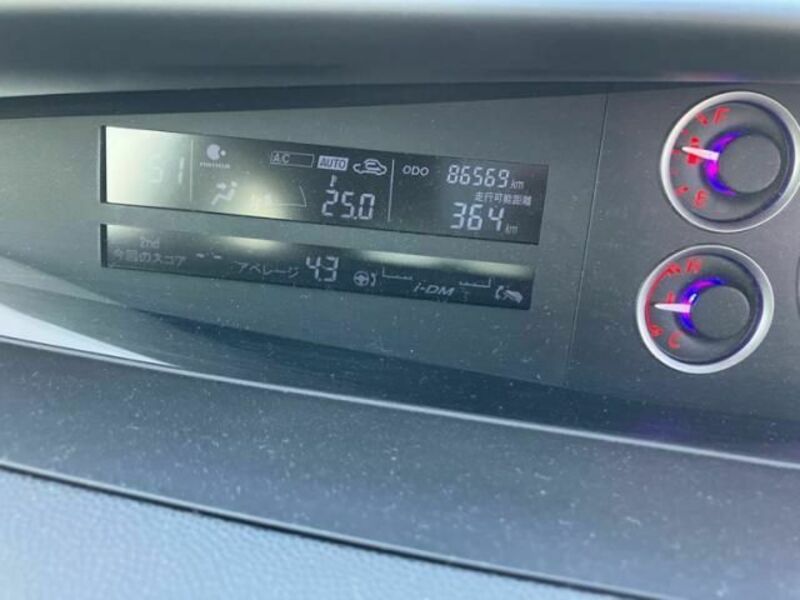 A/C AUTO ODO 86569 km
走行可能距離
25.0 364 km
2nd
今回のスコア -.- アベレージ 4.3 i-DM
F
E
H
C